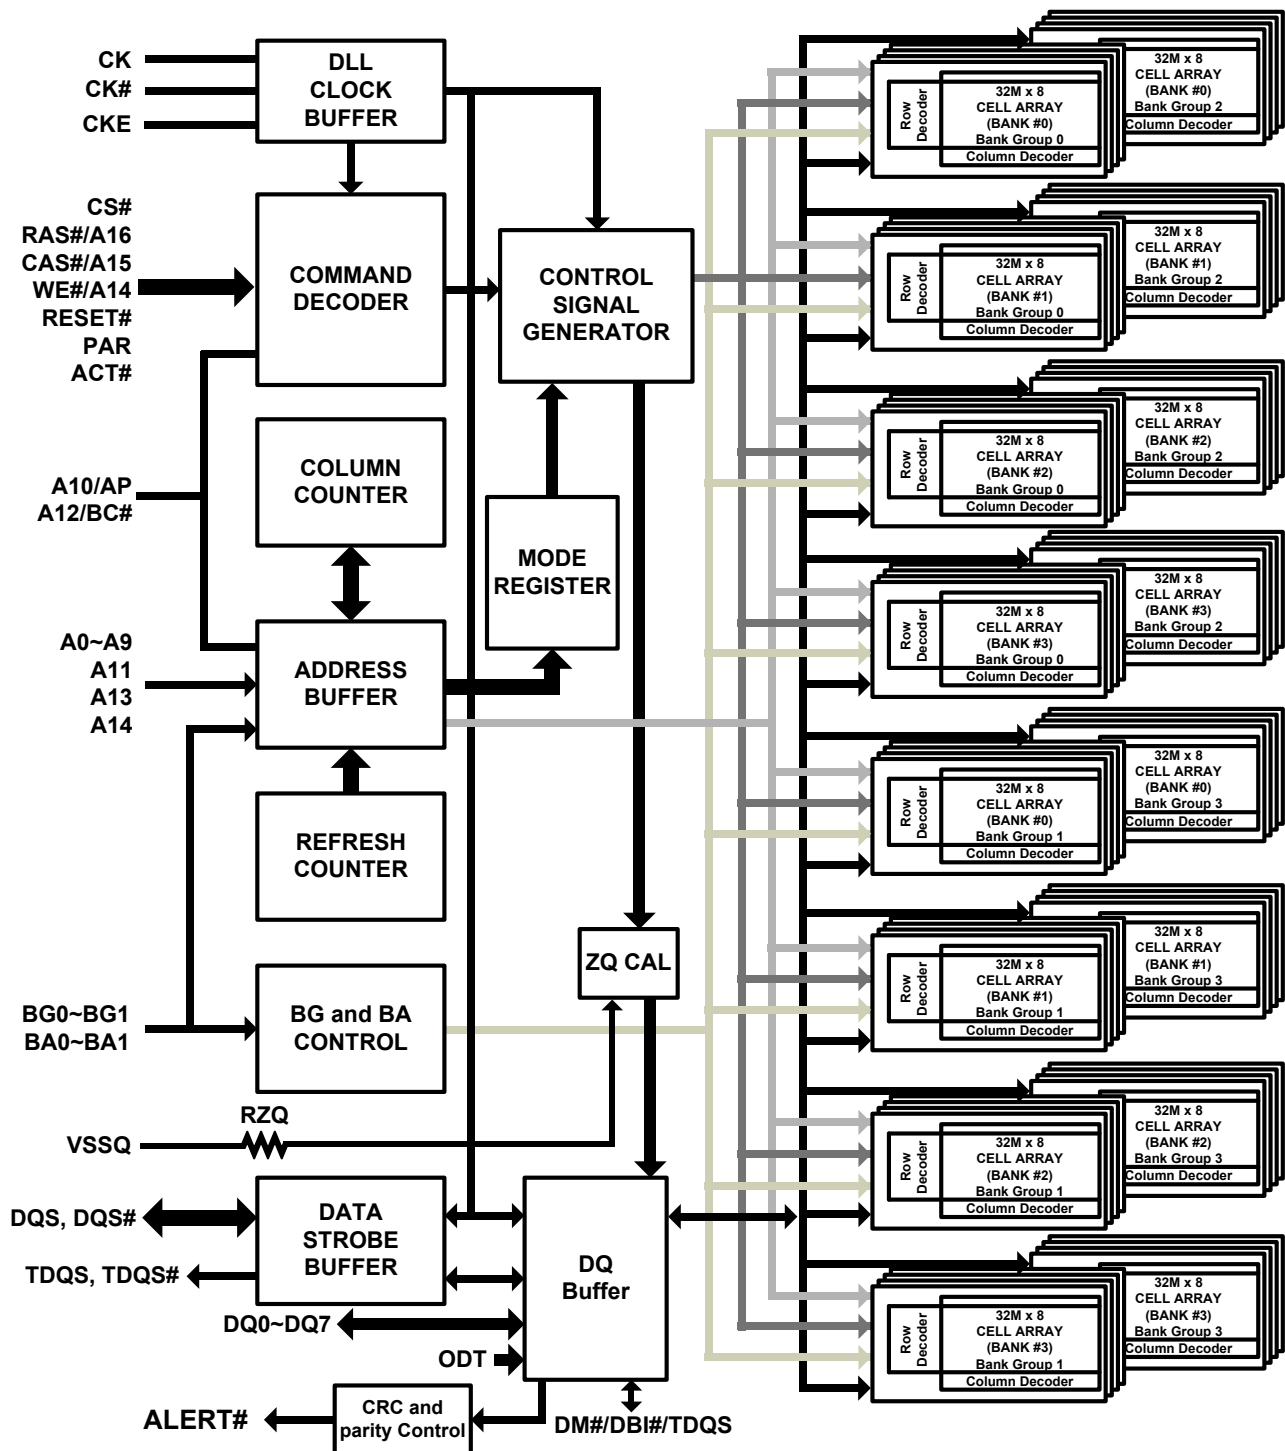 CK
CK#
CKE
DLL
CLOCK
BUFFER
CS#
RAS#/A16
CAS#/A15
WE#/A14
RESET#
PAR
ACT#
COMMAND
DECODER
CONTROL
SIGNAL
GENERATOR
A10/AP
A12/BC#
COLUMN
COUNTER
MODE
REGISTER
A0~A9
A11
A13
A14
ADDRESS
BUFFER
REFRESH
COUNTER
ZQ CAL
BG0~BG1
BA0~BA1
BG and BA
CONTROL
RZQ
VSSQ
DQS, DQS#
TDQS, TDQS#
DATA
STROBE
BUFFER
DQ
Buffer
DQ0~DQ7
ODT
ALERT#
CRC and
parity Control
DM#/DBI#/TDQS
32M x 8
CELL ARRAY
(BANK #0)
Bank Group 2
Column Decoder
Row
Decoder
32M x 8
CELL ARRAY
(BANK #0)
Bank Group 0
Column Decoder
32M x 8
CELL ARRAY
(BANK #1)
Bank Group 2
Column Decoder
Row
Decoder
32M x 8
CELL ARRAY
(BANK #1)
Bank Group 0
Column Decoder
32M x 8
CELL ARRAY
(BANK #2)
Bank Group 2
Column Decoder
Row
Decoder
32M x 8
CELL ARRAY
(BANK #2)
Bank Group 0
Column Decoder
32M x 8
CELL ARRAY
(BANK #3)
Bank Group 2
Column Decoder
Row
Decoder
32M x 8
CELL ARRAY
(BANK #3)
Bank Group 0
Column Decoder
32M x 8
CELL ARRAY
(BANK #0)
Bank Group 3
Column Decoder
Row
Decoder
32M x 8
CELL ARRAY
(BANK #0)
Bank Group 1
Column Decoder
32M x 8
CELL ARRAY
(BANK #1)
Bank Group 3
Column Decoder
Row
Decoder
32M x 8
CELL ARRAY
(BANK #1)
Bank Group 1
Column Decoder
32M x 8
CELL ARRAY
(BANK #2)
Bank Group 3
Column Decoder
Row
Decoder
32M x 8
CELL ARRAY
(BANK #2)
Bank Group 1
Column Decoder
32M x 8
CELL ARRAY
(BANK #3)
Bank Group 3
Column Decoder
Row
Decoder
32M x 8
CELL ARRAY
(BANK #3)
Bank Group 1
Column Decoder